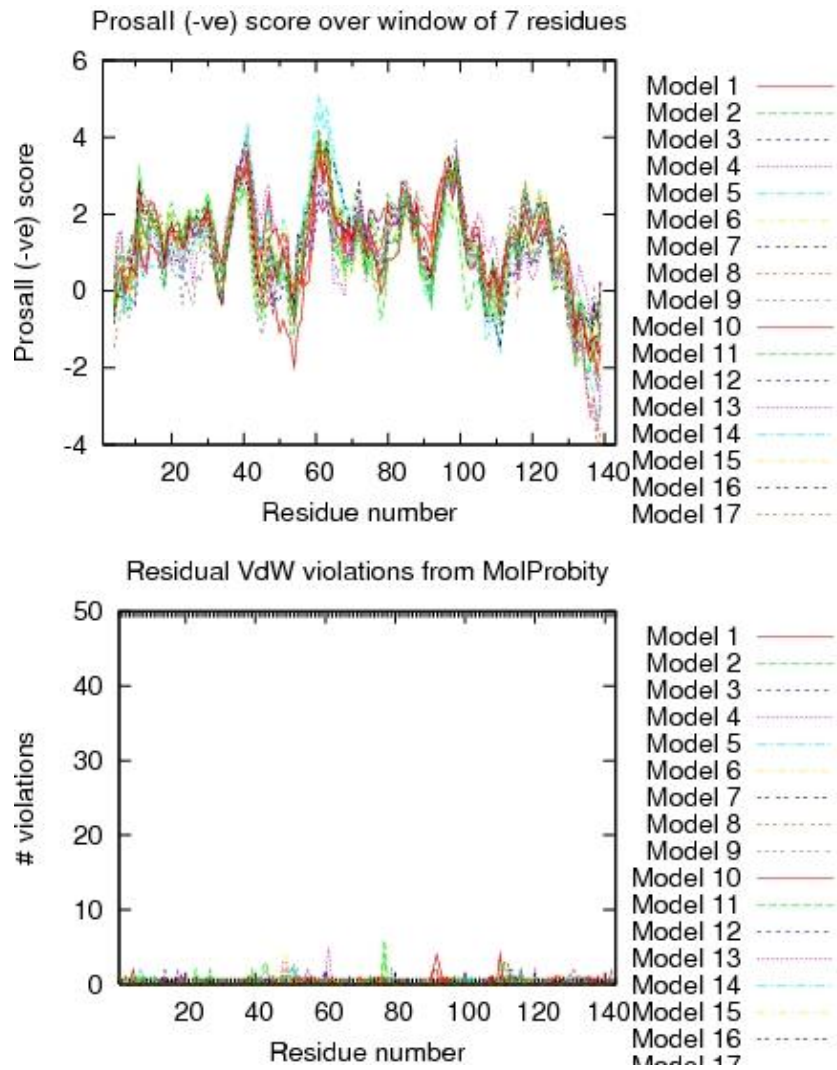 ProsaII (-ve) score over window of 7 residues
6
4
2
0
-2
-4
20 40 60 80 100 120 140
ProsaII (-ve) score
Residue number
Model 1
Model 2
Model 3
Model 4
Model 5
Model 6
Model 7
Model 8
Model 9
Model 10
Model 11
Model 12
Model 13
Model 14
Model 15
Model 16
Model 17
Residual VdW violations from MolProbity
50
40
30
20
10
0
20 40 60 80 100 120 140
# violations
Residue number
Model 1
Model 2
Model 3
Model 4
Model 5
Model 6
Model 7
Model 8
Model 9
Model 10
Model 11
Model 12
Model 13
Model 14
Model 15
Model 16
Model 17